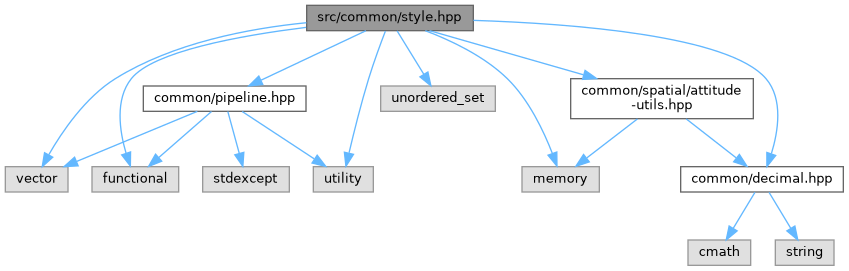 src/common/style.hpp
common/pipeline.hpp
unordered_set
common/spatial/attitude
-utils.hpp
vector
functional
stdexcept
utility
memory
common/decimal.hpp
cmath
string